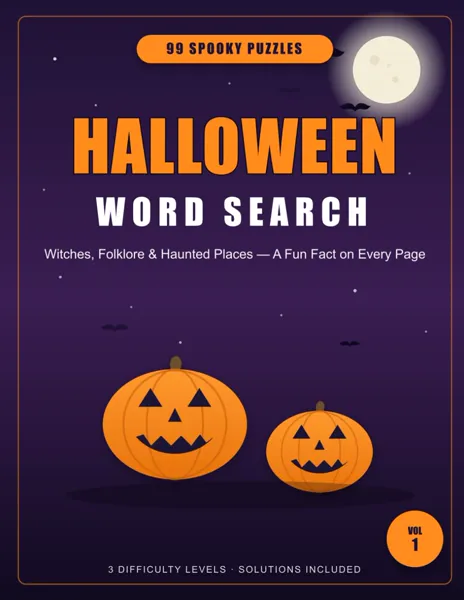 99 SPOOKY PUZZLES
HALLOWEEN
WORD SEARCH
Witches, Folklore & Haunted Places — A Fun Fact on Every Page
VOL
1
3 DIFFICULTY LEVELS · SOLUTIONS INCLUDED